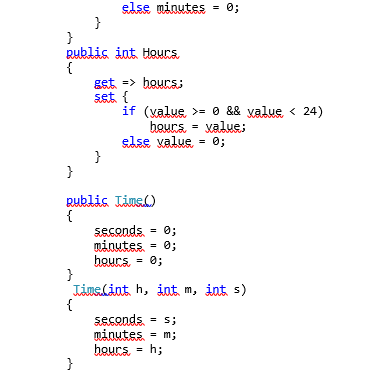 else minutes = 0;
}
}
public int Hours
{
get => hours;
set {
if (value >= 0 && value < 24)
hours = value;
else value = 0;
}
}
public Time()
{
seconds = 0;
minutes = 0;
hours = 0;
}
Time(int h, int m, int s)
{
seconds = s;
minutes = m;
hours = h;
}